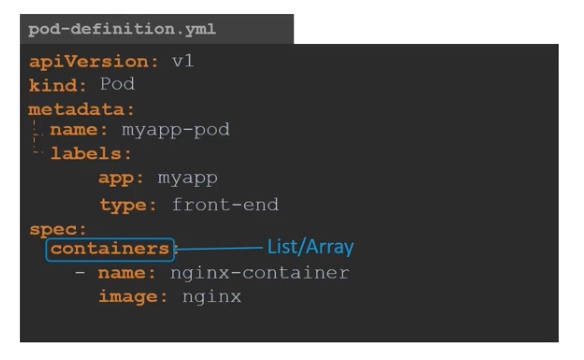 pod-definition.yml
apiVersion: v1
kind: Pod
metadata:
name: myapp-pod
labels:
app: myapp
type: front-end
spec:
containers: List/Array
- name: nginx-container
image: nginx